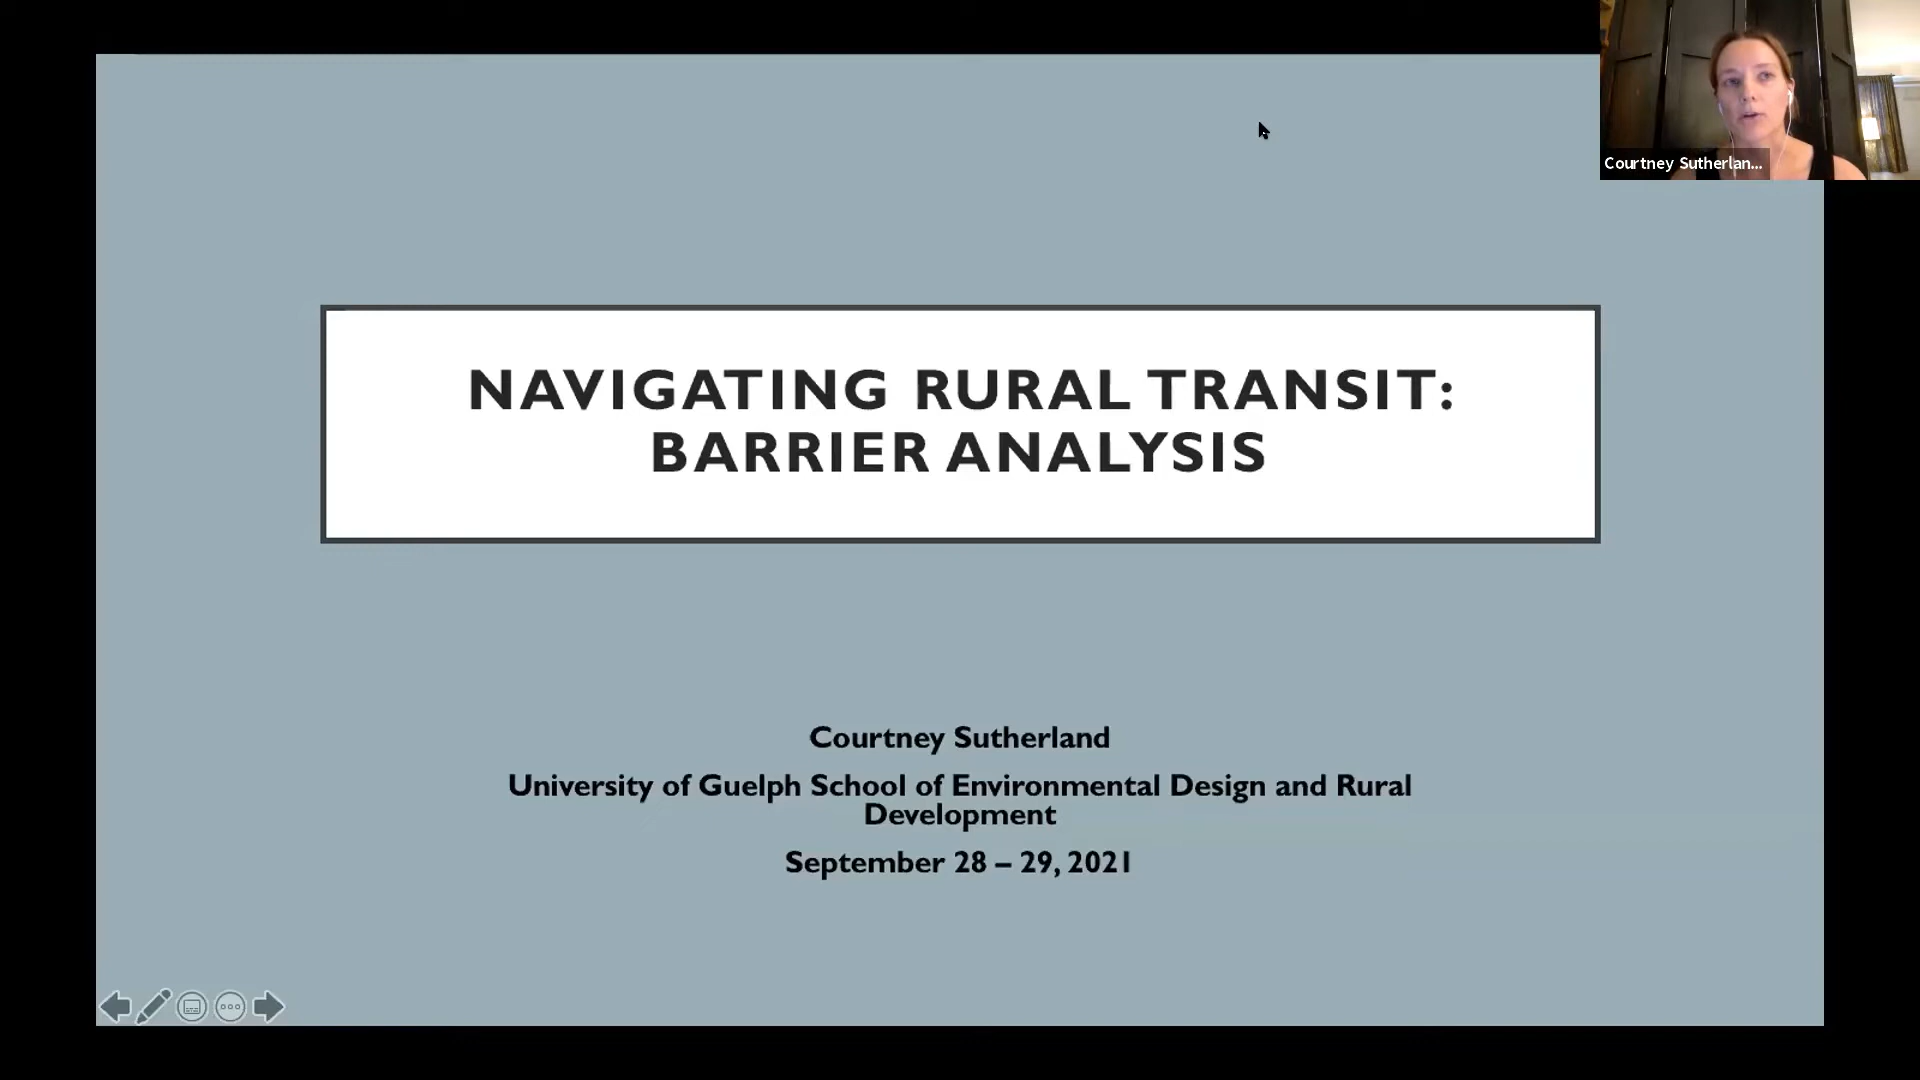 Courtney Sutherlan...
NAVIGATING RURAL TRANSIT:
BARRIER ANALYSIS
Courtney Sutherland
University of Guelph School of Environmental Design and Rural
Development
September 28 – 29, 2021